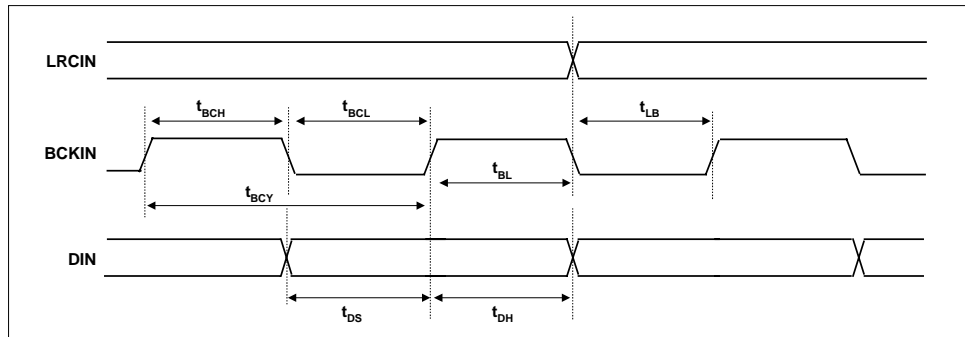 LRCIN
t_BCH t_BCL t_LB
BCKIN
t_BL
t_BCY
DIN
t_DS t_DH